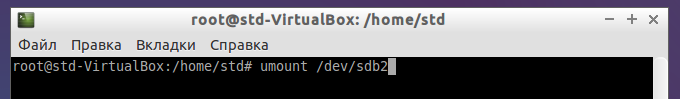 root@std-VirtualBox: /home/std
Файл Правка Вкладки Справка
root@std-VirtualBox:/home/std# umount /dev/sdb2